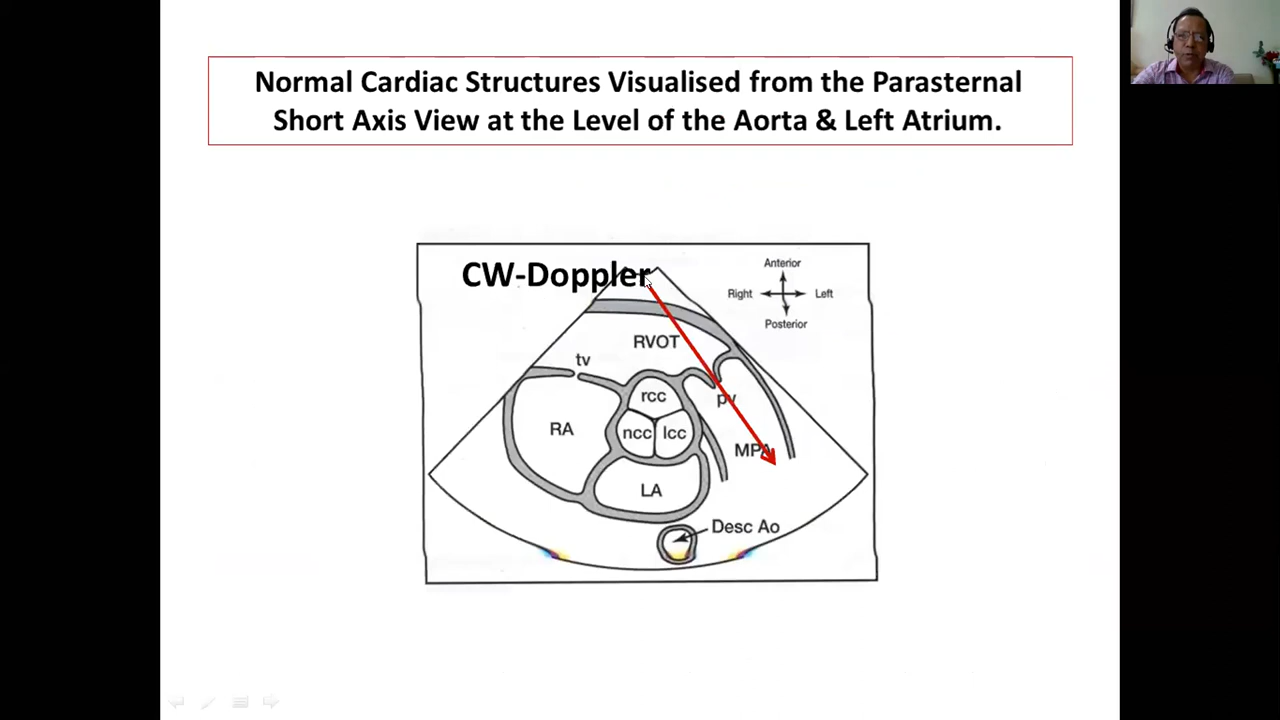 Normal Cardiac Structures Visualised from the Parasternal
Short Axis View at the Level of the Aorta & Left Atrium.
CW-Doppler
Anterior
Right
Left
Posterior
RVOT
tv
rcc
pv
RA
ncc
lcc
MPA
LA
Desc Ao